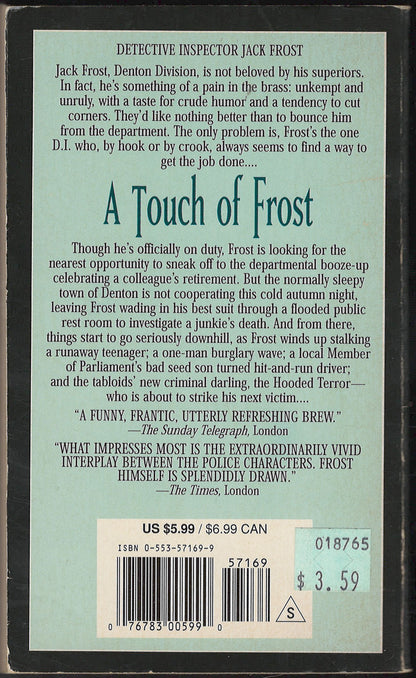 DETECTIVE INSPECTOR JACK FROST
Jack Frost, Denton Division, is not beloved by his superiors.
In fact, he's something of a pain in the brass: unkempt and
unruly, with a taste for crude humor and a tendency to cut
corners. They'd like nothing better than to bounce him
from the department. The only problem is, Frost's the one
D.I. who, by hook or by crook, always seems to find a way to
get the job done....
A Touch of Frost
Though he's officially on duty, Frost is looking for the
nearest opportunity to sneak off to the departmental booze-up
celebrating a colleague's retirement. But the normally sleepy
town of Denton is not cooperating this cold autumn night,
leaving Frost wading in his best suit through a flooded public
rest room to investigate a junkie's death. And from there,
things start to go seriously downhill, as Frost winds up stalking
a runaway teenager; a one-man burglary wave; a local Member
of Parliament's bad seed son turned hit-and-run driver;
and the tabloids' new criminal darling, the Hooded Terror—
who is about to strike his next victim....
"A FUNNY, FRANTIC, UTTERLY REFRESHING BREW."
—The Sunday Telegraph, London
"WHAT IMPRESSES MOST IS THE EXTRAORDINARILY VIVID
INTERPLAY BETWEEN THE POLICE CHARACTERS. FROST
HIMSELF IS SPLENDIDLY DRAWN."
—The Times, London
US $5.99 / $6.99 CAN
ISBN 0-553-57169-9
57169
018765
$ 3.59
S
0 76783 00599 0